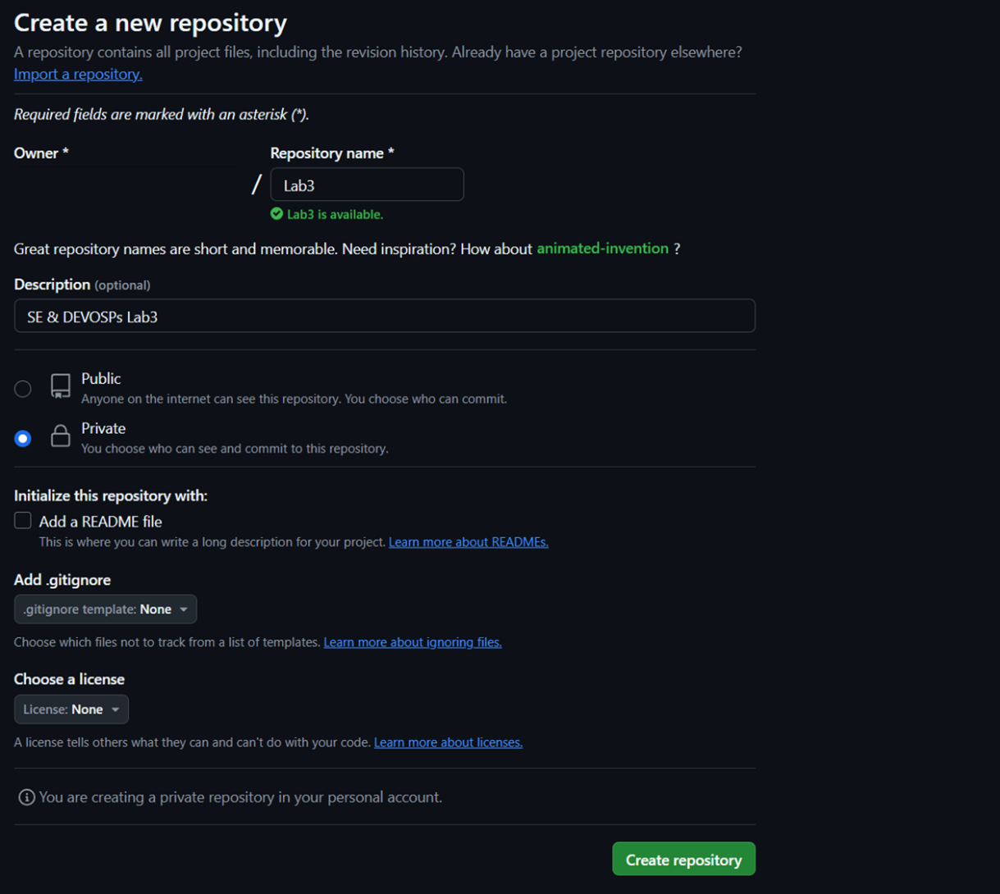 Create a new repository
A repository contains all project files, including the revision history. Already have a project repository elsewhere?
Import a repository.
Required fields are marked with an asterisk (*).
Owner *
Repository name *
/
Lab3
Lab3 is available.
Great repository names are short and memorable. Need inspiration? How about animated-invention ?
Description (optional)
SE & DEVOSPs Lab3
Public
Anyone on the internet can see this repository. You choose who can commit.
Private
You choose who can see and commit to this repository.
Initialize this repository with:
Add a README file
This is where you can write a long description for your project. Learn more about READMEs.
Add .gitignore
.gitignore template: None
Choose which files not to track from a list of templates. Learn more about ignoring files.
Choose a license
License: None
A license tells others what they can and can't do with your code. Learn more about licenses.
You are creating a private repository in your personal account.
Create repository